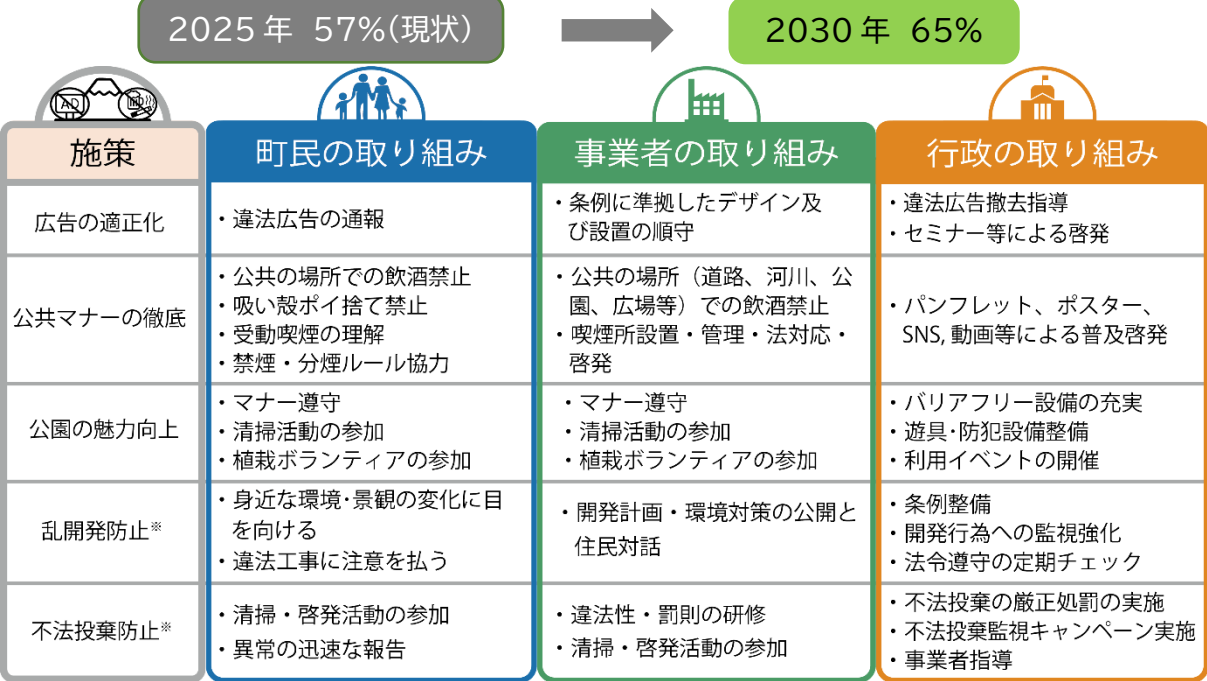 2025年 57%(現状)
2030年 65%
AD
施策
町民の取り組み
事業者の取り組み
行政の取り組み
広告の適正化
・違法広告の通報
・条例に準拠したデザイン及
び設置の順守
・違法広告撤去指導
・セミナー等による啓発
公共マナーの徹底
・公共の場所での飲酒禁止
・吸い殻ポイ捨て禁止
・受動喫煙の理解
・禁煙・分煙ルール協力
・公共の場所（道路、河川、公
園、広場等）での飲酒禁止
・喫煙所設置・管理・法対応・
啓発
・パンフレット、ポスター、
SNS, 動画等による普及啓発
公園の魅力向上
・マナー遵守
・清掃活動の参加
・植栽ボランティアの参加
・マナー遵守
・清掃活動の参加
・植栽ボランティアの参加
・バリアフリー設備の充実
・遊具･防犯設備整備
・利用イベントの開催
乱開発防止※
・身近な環境･景観の変化に目
を向ける
・違法工事に注意を払う
・開発計画・環境対策の公開と
住民対話
・条例整備
・開発行為への監視強化
・法令遵守の定期チェック
不法投棄防止※
・清掃・啓発活動の参加
・異常の迅速な報告
・違法性・罰則の研修
・清掃・啓発活動の参加
・不法投棄の厳正処罰の実施
・不法投棄監視キャンペーン実施
・事業者指導